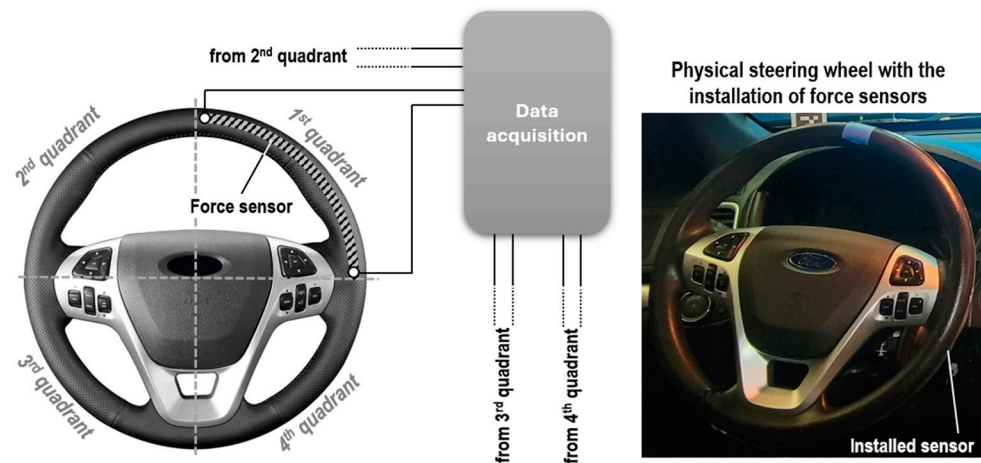 from 2nd quadrant
Data
acquisition
Physical steering wheel with the
installation of force sensors
2nd quadrant
1st quadrant
Force sensor
3rd quadrant
4th quadrant
from 3rd quadrant
from 4th quadrant
Ford
Installed sensor